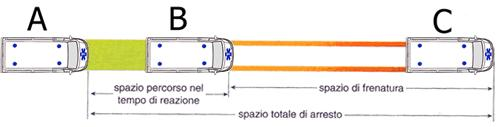 A B C
spazio percorso nel
tempo di reazione
spazio di frenatura
spazio totale di arresto